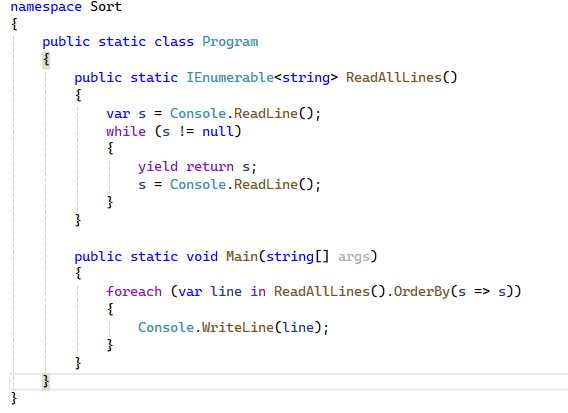 namespace Sort
{
    public static class Program
    {
        public static IEnumerable<string> ReadAllLines()
        {
            var s = Console.ReadLine();
            while (s != null)
            {
                yield return s;
                s = Console.ReadLine();
            }
        }

        public static void Main(string[] args)
        {
            foreach (var line in ReadAllLines().OrderBy(s => s))
            {
                Console.WriteLine(line);
            }
        }
    }
}